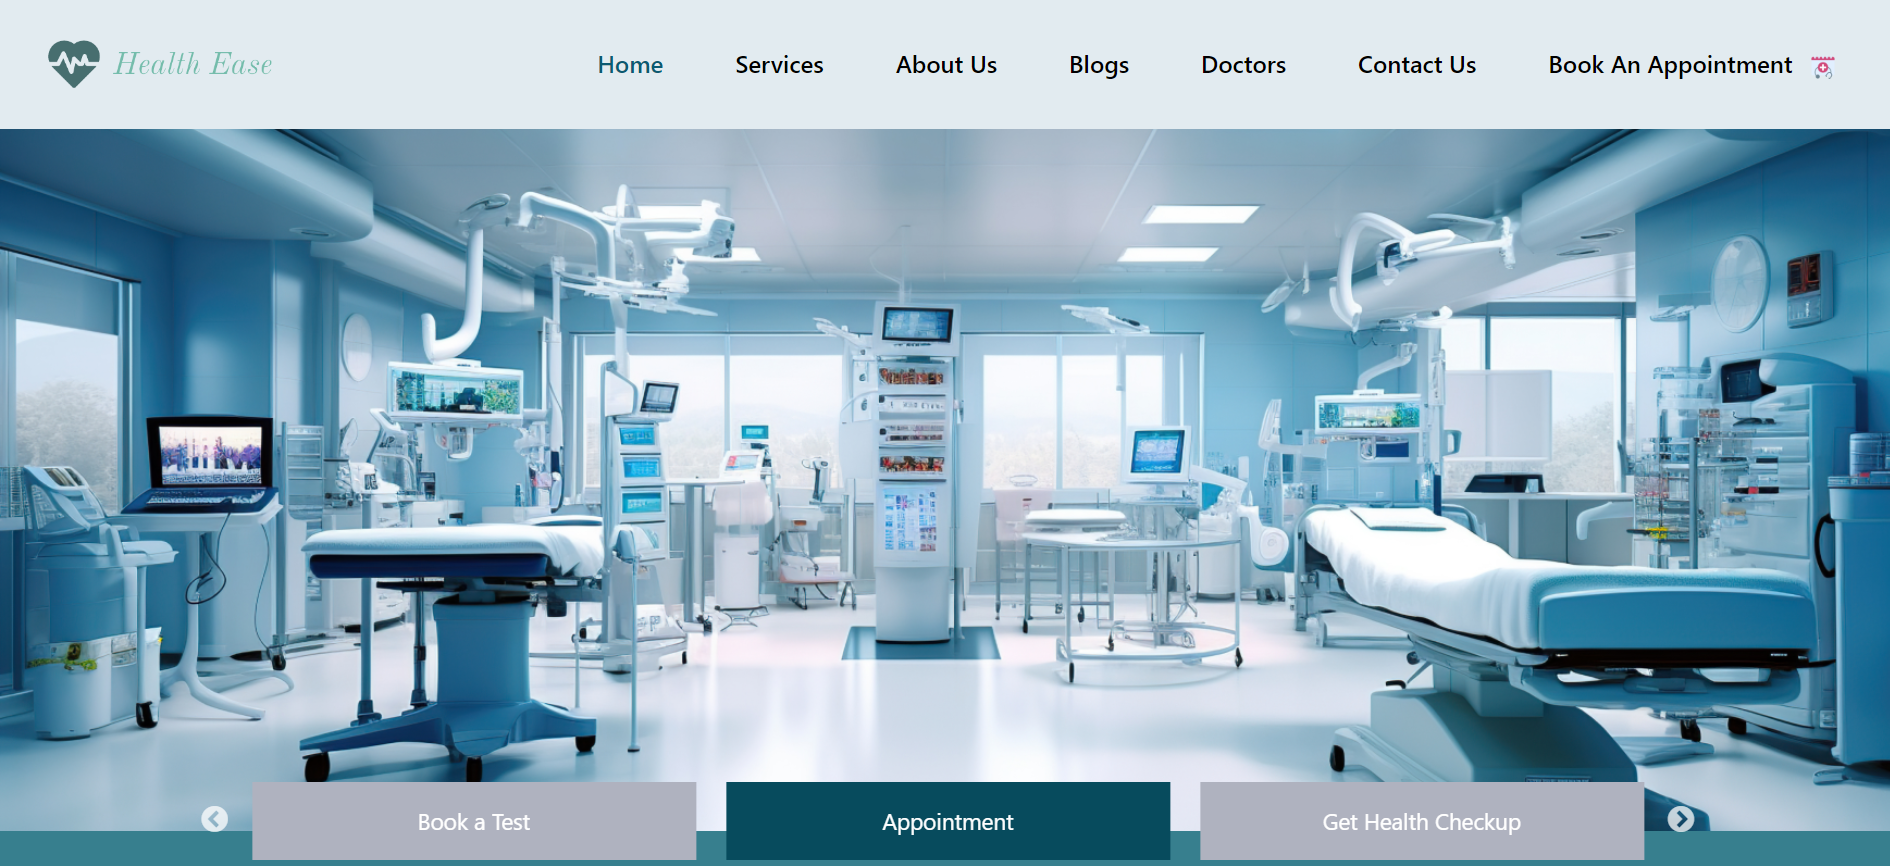 Health Ease
Home Services About Us Blogs Doctors Contact Us Book An Appointment
Book a Test
Appointment
Get Health Checkup